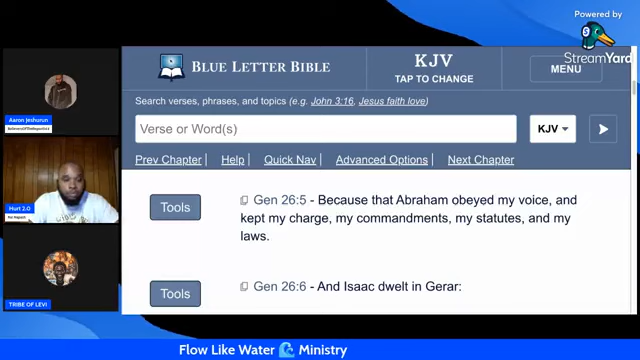 Powered by
StreamYard
BLUE LETTER BIBLE
KJV
TAP TO CHANGE
MENU
Search verses, phrases, and topics (e.g. John 3:16, Jesus faith love)
Verse or Word(s)
KJV
Prev Chapter | Help | Quick Nav | Advanced Options | Next Chapter
Tools
Gen 26:5 - Because that Abraham obeyed my voice, and
kept my charge, my commandments, my statutes, and my
laws.
Tools
Gen 26:6 - And Isaac dwelt in Gerar:
Aaron Jeshurun
Hurt 2.0
TRIBE OF LEVI
Flow Like Water 🌊 Ministry